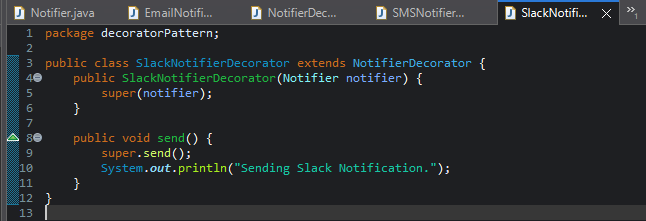 Notifier.java EmailNotifi... NotifierDec... SMSNotifier... SlackNotifi... »1
1 package decoratorPattern;
2
3 public class SlackNotifierDecorator extends NotifierDecorator {
4 public SlackNotifierDecorator(Notifier notifier) {
5 super(notifier);
6 }
7
8 public void send() {
9 super.send();
10 System.out.println("Sending Slack Notification.");
11 }
12 }
13